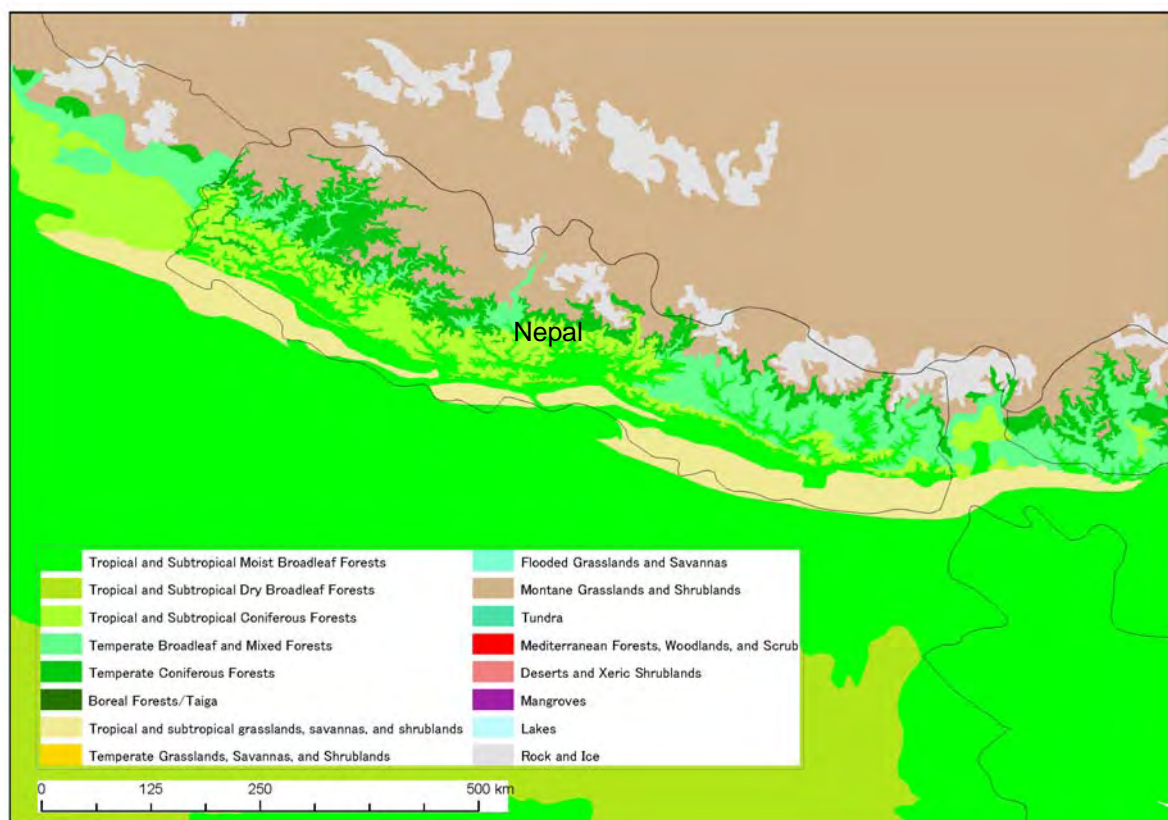 Nepal
Tropical and Subtropical Moist Broadleaf Forests
Tropical and Subtropical Dry Broadleaf Forests
Tropical and Subtropical Coniferous Forests
Temperate Broadleaf and Mixed Forests
Temperate Coniferous Forests
Boreal Forests/Taiga
Tropical and subtropical grasslands, savannas, and shrublands
Temperate Grasslands, Savannas, and Shrublands
Flooded Grasslands and Savannas
Montane Grasslands and Shrublands
Tundra
Mediterranean Forests, Woodlands, and Scrub
Deserts and Xeric Shrublands
Mangroves
Lakes
Rock and Ice
0 125 250 500 km